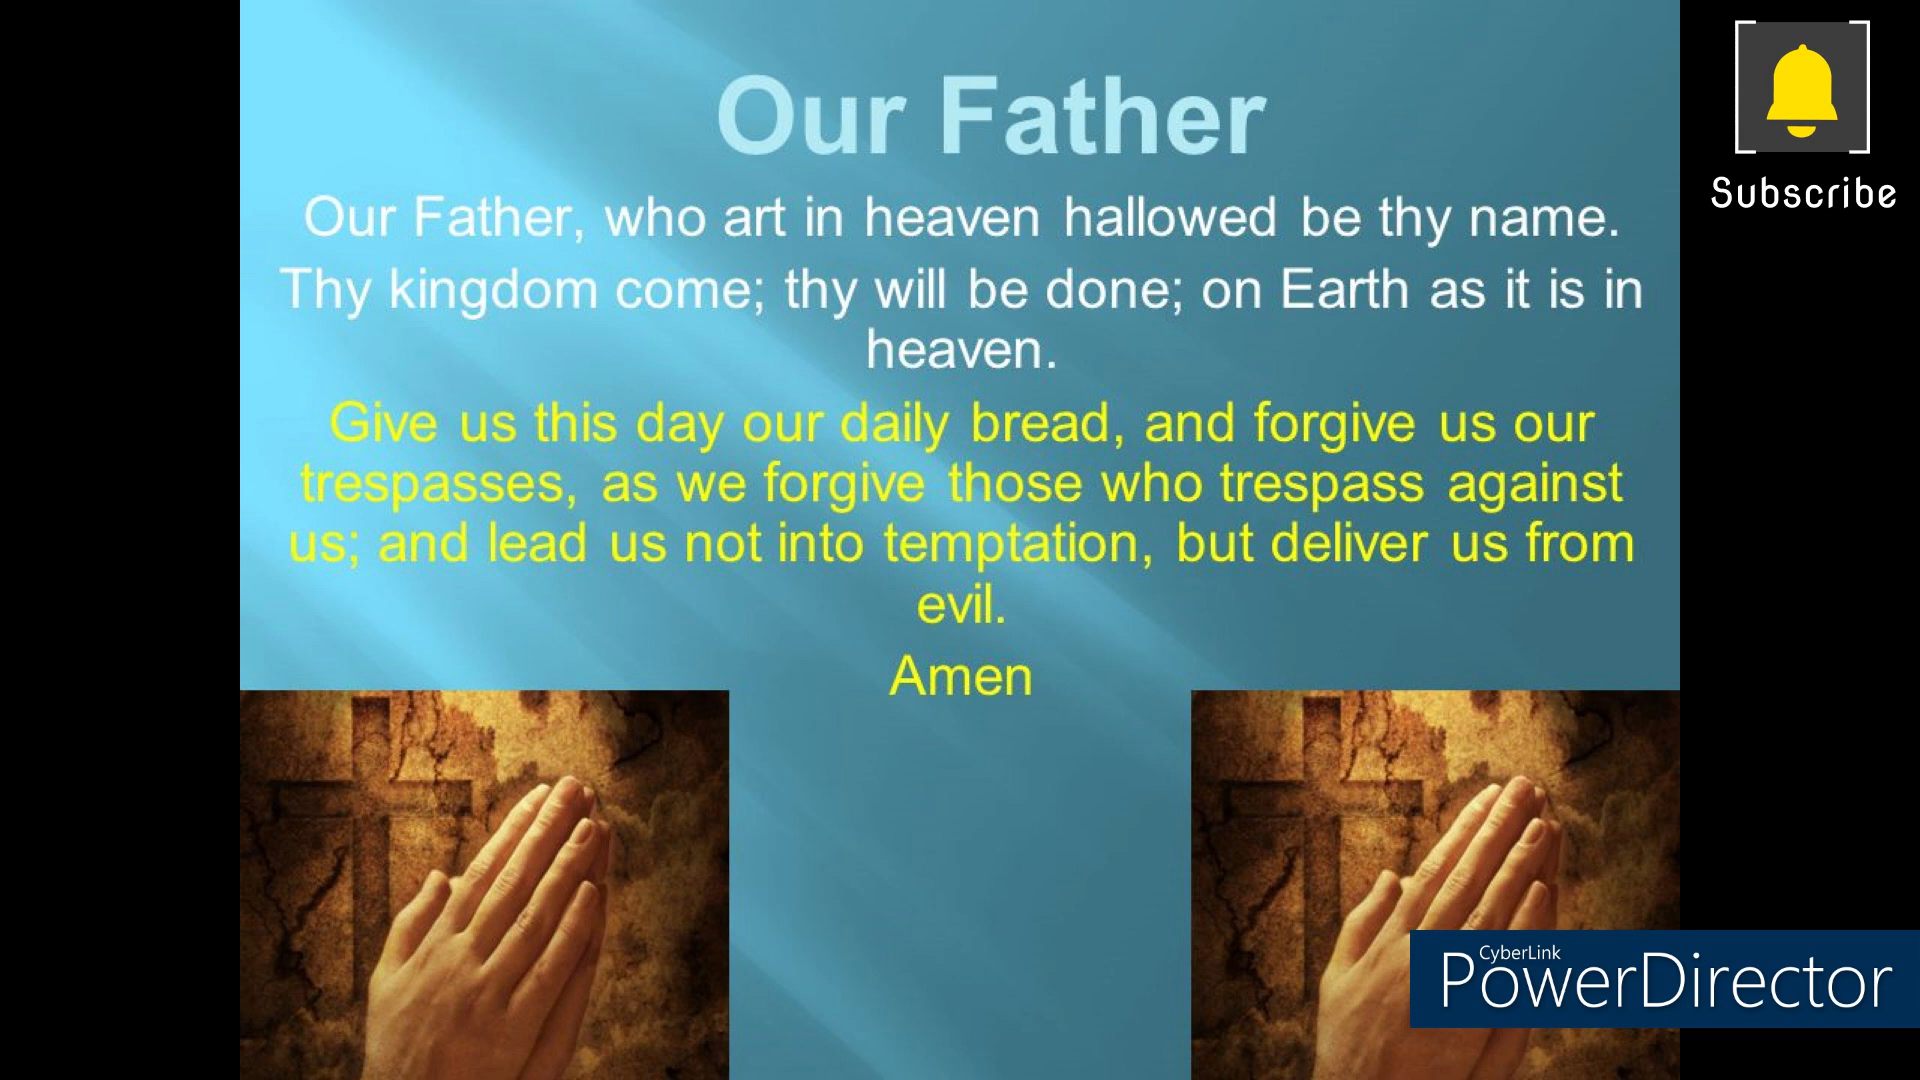 Our Father
Our Father, who art in heaven hallowed be thy name.
Thy kingdom come; thy will be done; on Earth as it is in
heaven.
Give us this day our daily bread, and forgive us our
trespasses, as we forgive those who trespass against
us; and lead us not into temptation, but deliver us from
evil.
Amen
Subscribe
CyberLink
PowerDirector